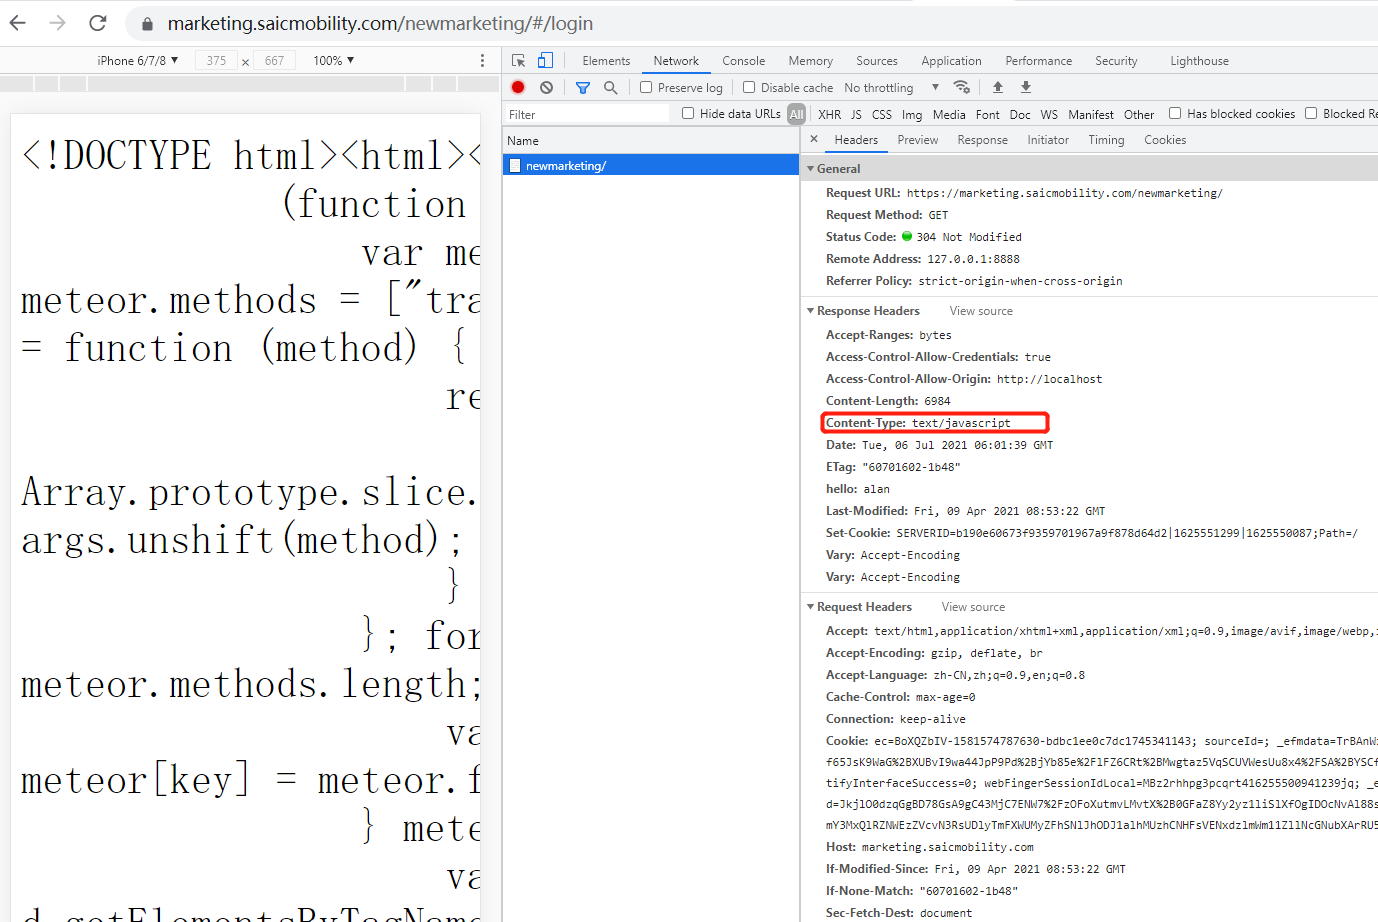 marketing.saicmobility.com/newmarketing/#/login
iPhone 6/7/8 ▼ 375 × 667 100% ▼
Elements Network Console Memory Sources Application Performance Security Lighthouse
Preserve log Disable cache No throttling ▼
Filter Hide data URLs All XHR JS CSS Img Media Font Doc WS Manifest Other Has blocked cookies Blocked Re
Name
newmarketing/
× Headers Preview Response Initiator Timing Cookies
<!DOCTYPE html><html><
(function
var me
meteor.methods = ["tra
= function (method) {
re
Array.prototype.slice.
args.unshift(method);
}
}; for
meteor.methods.length;
va
meteor[key] = meteor.f
} mete
va
d.getElementsByTagName
▼ General
Request URL: https://marketing.saicmobility.com/newmarketing/
Request Method: GET
Status Code: 304 Not Modified
Remote Address: 127.0.0.1:8888
Referrer Policy: strict-origin-when-cross-origin
▼ Response Headers View source
Accept-Ranges: bytes
Access-Control-Allow-Credentials: true
Access-Control-Allow-Origin: http://localhost
Content-Length: 6984
Content-Type: text/javascript
Date: Tue, 06 Jul 2021 06:01:39 GMT
ETag: "60701602-1b48"
hello: alan
Last-Modified: Fri, 09 Apr 2021 08:53:22 GMT
Set-Cookie: SERVERID=b190e60673f9359701967a9f878d64d2|1625551299|1625550087;Path=/
Vary: Accept-Encoding
Vary: Accept-Encoding
▼ Request Headers View source
Accept: text/html,application/xhtml+xml,application/xml;q=0.9,image/avif,image/webp,i
Accept-Encoding: gzip, deflate, br
Accept-Language: zh-CN,zh;q=0.9,en;q=0.8
Cache-Control: max-age=0
Connection: keep-alive
Cookie: ec=BoXQZbIV-1581574787630-bdbc1ee0c7dc1745341143; sourceId=; _efmdata=TrBAnW
f65JsK9WaG%2BXUBvI9wa44JpP9Pd%2BjYb85e%2FlFZ6CRt%2BMwgtaz5VqSCUVWesUu8x4%2FSA%2BYSCf
tifyInterfaceSuccess=0; webFingerSessionIdLocal=MBz2rhhpg3pcqrt416255500941239jq; _e
d=JkjlO0dzqGgBD78GsA9gC43MjC7ENW7%2FzOFoXutmvLMvtX%2B0GFaZ8Yy2yz1liSlXfOgIDOcNvAl88s
mY3MxQlRZNWEzZVcvN3RsUDlyTmFXWUMyZFhSNlJhODJ1alhMUzhCNHFsVENxdzlmWm11ZllNcGNubXArRU5
Host: marketing.saicmobility.com
If-Modified-Since: Fri, 09 Apr 2021 08:53:22 GMT
If-None-Match: "60701602-1b48"
Sec-Fetch-Dest: document